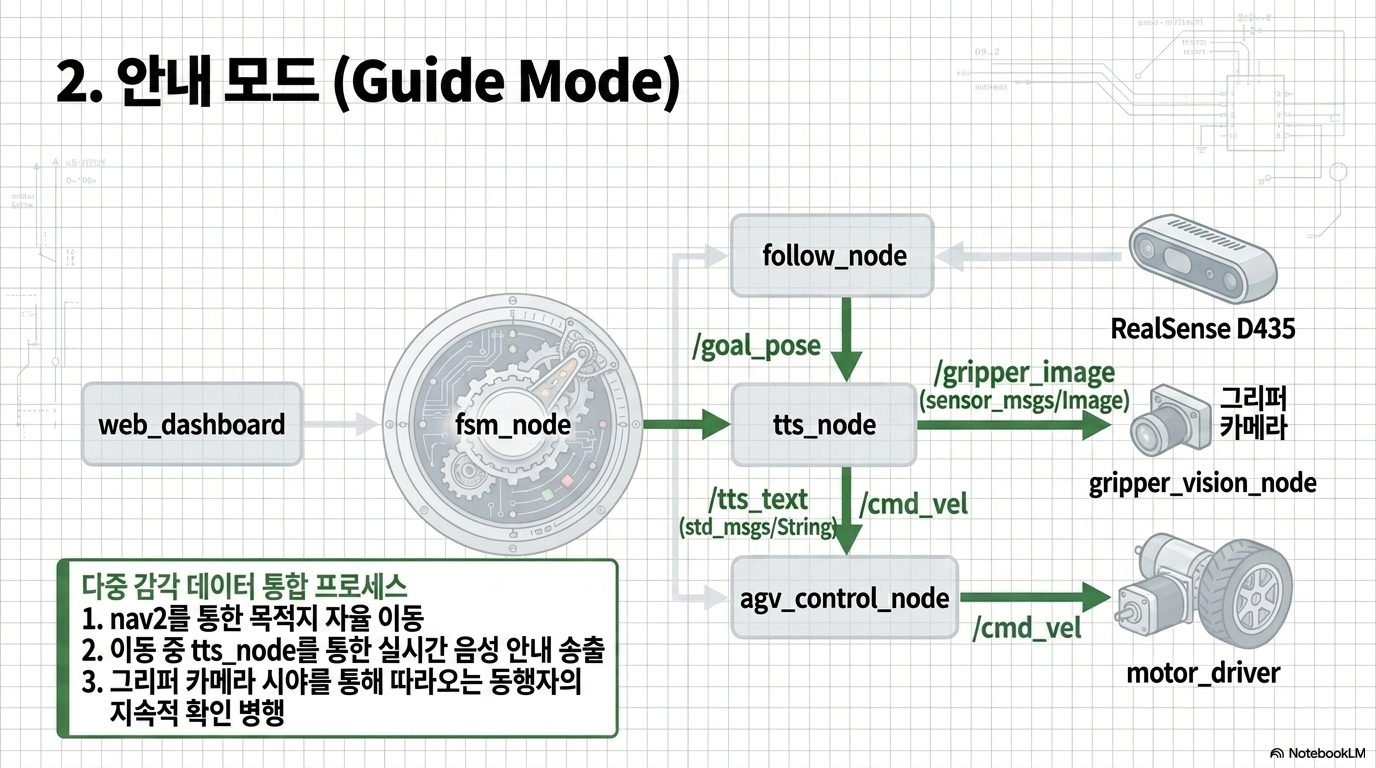 2. 안내 모드 (Guide Mode)
follow_node
RealSense D435
/goal_pose
/gripper_image
(sensor_msgs/Image)
web_dashboard
fsm_node
tts_node
그리퍼
카메라
gripper_vision_node
/tts_text
(std_msgs/String)
/cmd_vel
agv_control_node
/cmd_vel
motor_driver
다중 감각 데이터 통합 프로세스
1. nav2를 통한 목적지 자율 이동
2. 이동 중 tts_node를 통한 실시간 음성 안내 송출
3. 그리퍼 카메라 시야를 통해 따라오는 동행자의
지속적 확인 병행
NotebookLM